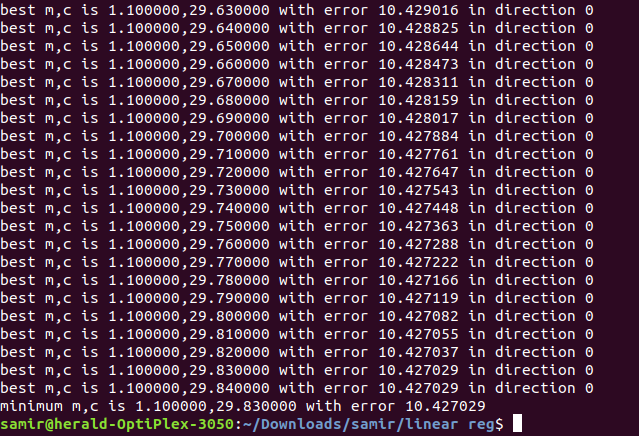 best m,c is 1.100000,29.630000 with error 10.429016 in direction 0
best m,c is 1.100000,29.640000 with error 10.428825 in direction 0
best m,c is 1.100000,29.650000 with error 10.428644 in direction 0
best m,c is 1.100000,29.660000 with error 10.428473 in direction 0
best m,c is 1.100000,29.670000 with error 10.428311 in direction 0
best m,c is 1.100000,29.680000 with error 10.428159 in direction 0
best m,c is 1.100000,29.690000 with error 10.428017 in direction 0
best m,c is 1.100000,29.700000 with error 10.427884 in direction 0
best m,c is 1.100000,29.710000 with error 10.427761 in direction 0
best m,c is 1.100000,29.720000 with error 10.427647 in direction 0
best m,c is 1.100000,29.730000 with error 10.427543 in direction 0
best m,c is 1.100000,29.740000 with error 10.427448 in direction 0
best m,c is 1.100000,29.750000 with error 10.427363 in direction 0
best m,c is 1.100000,29.760000 with error 10.427288 in direction 0
best m,c is 1.100000,29.770000 with error 10.427222 in direction 0
best m,c is 1.100000,29.780000 with error 10.427166 in direction 0
best m,c is 1.100000,29.790000 with error 10.427119 in direction 0
best m,c is 1.100000,29.800000 with error 10.427082 in direction 0
best m,c is 1.100000,29.810000 with error 10.427055 in direction 0
best m,c is 1.100000,29.820000 with error 10.427037 in direction 0
best m,c is 1.100000,29.830000 with error 10.427029 in direction 0
best m,c is 1.100000,29.840000 with error 10.427029 in direction 0
minimum m,c is 1.100000,29.830000 with error 10.427029
samir@herald-OptiPlex-3050:~/Downloads/samir/linear reg$